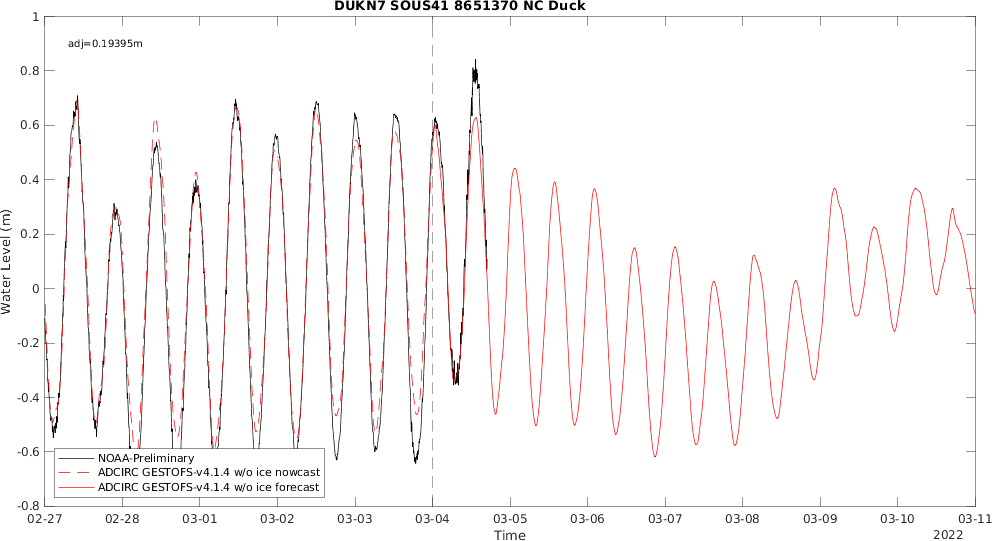 DUKN7 SOUS41 8651370 NC Duck
adj=0.19395m
1
0.8
0.6
0.4
0.2
0
-0.2
-0.4
-0.6
-0.8
Water Level (m)
NOAA-Preliminary
ADCIRC GESTOFS-v4.1.4 w/o ice nowcast
ADCIRC GESTOFS-v4.1.4 w/o ice forecast
02-27 02-28 03-01 03-02 03-03 03-04 03-05 03-06 03-07 03-08 03-09 03-10 03-11
Time
2022